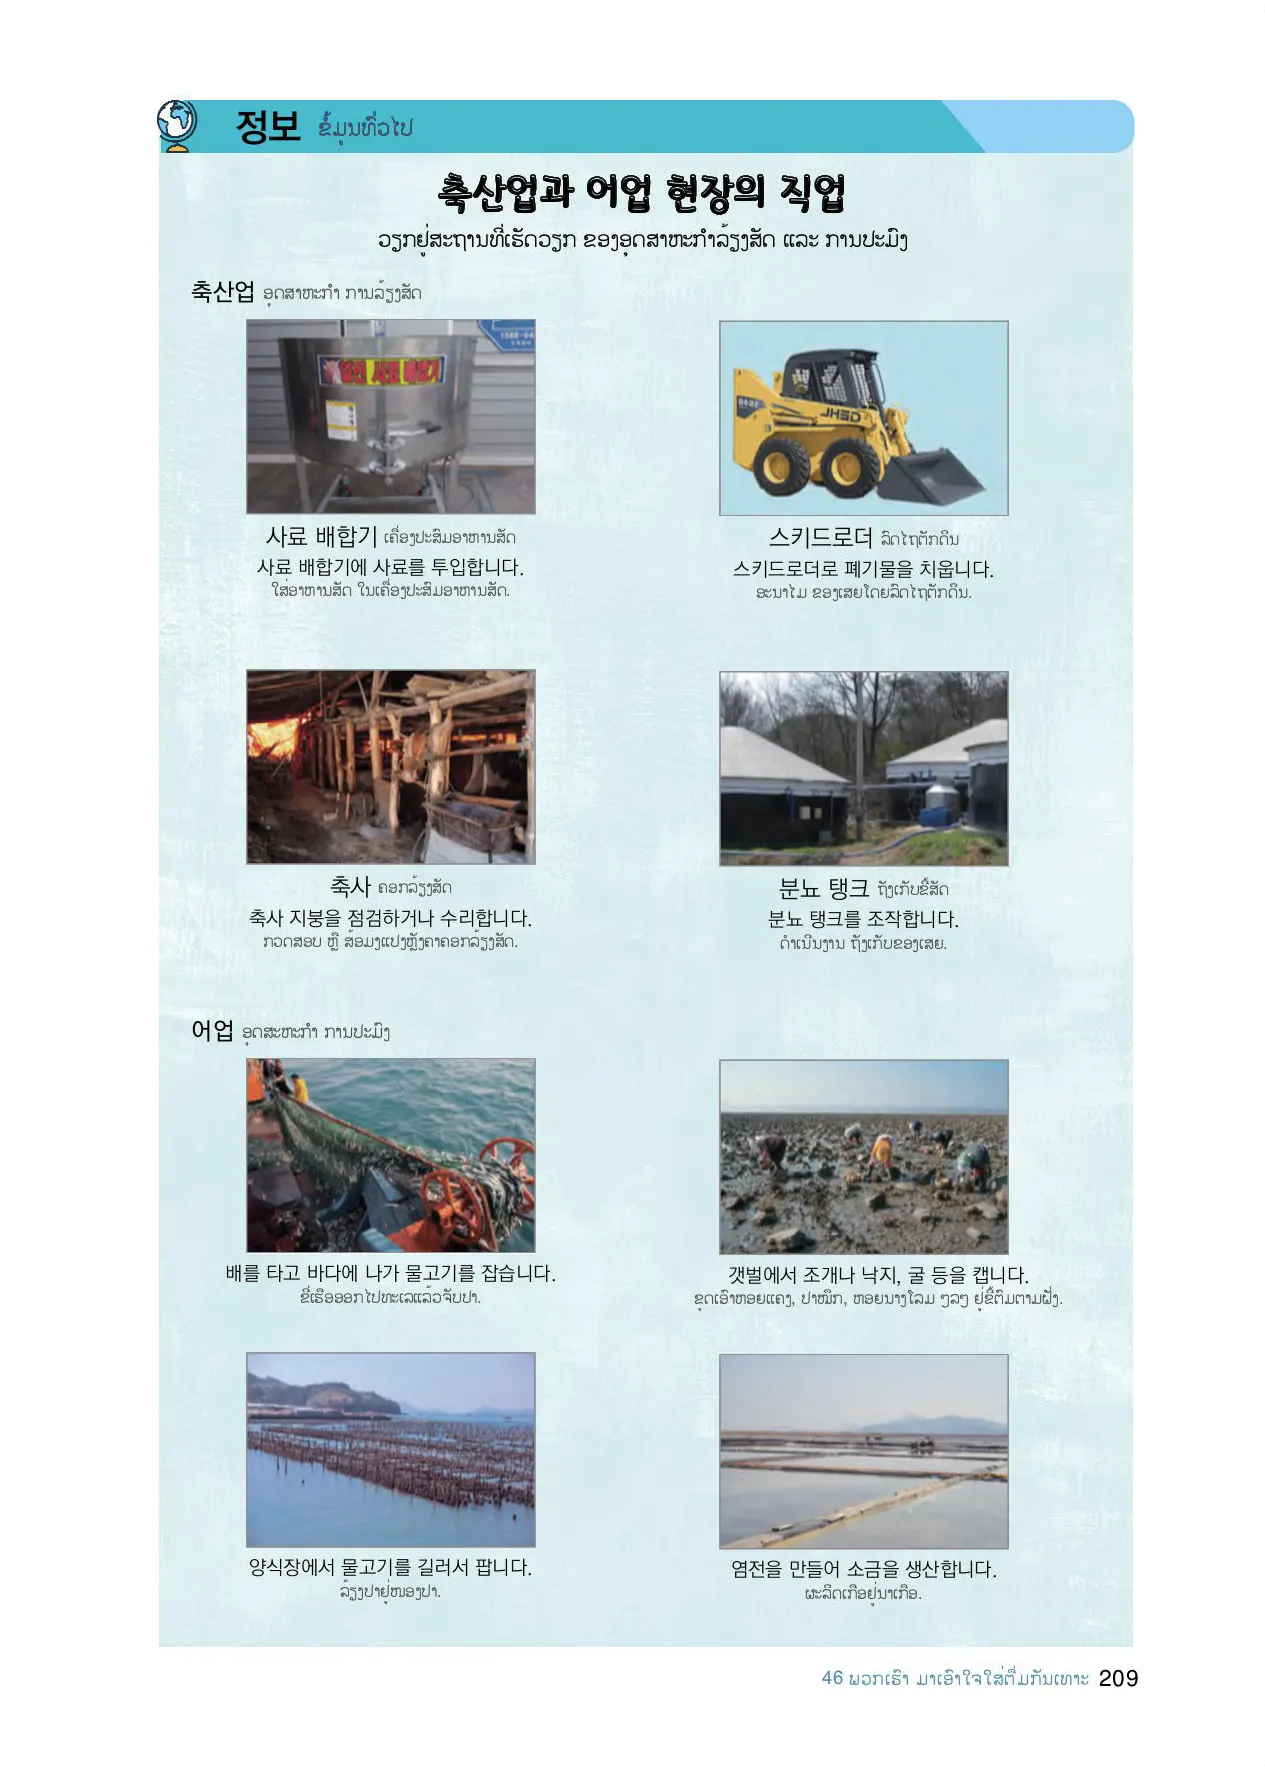 정보 ຂໍ້ມູນທົ່ວໄປ
축산업과 어업 현장의 직업
ວຽກຢູ່ສະຖານທີ່ເຮັດວຽກ ຂອງອຸດສາຫະກຳລ້ຽງສັດ ແລະ ການປະມົງ
축산업 ອຸດສາຫະກຳ ການລ້ຽງສັດ
사료 배합기
JHSD
사료 배합기 ເຄື່ອງປະສົມອາຫານສັດ
사료 배합기에 사료를 투입합니다.
ໃສ່ອາຫານສັດ ໃນເຄື່ອງປະສົມອາຫານສັດ.
스키드로더 ລົດໄຖຕັກດິນ
스키드로더로 폐기물을 치웁니다.
ອະນາໄມ ຂອງເສຍໂດຍລົດໄຖຕັກດິນ.
축사 ຄອກລ້ຽງສັດ
축사 지붕을 점검하거나 수리합니다.
ກວດສອບ ຫຼື ສ້ອມງແປງຫຼັງຄາຄອກລ້ຽງສັດ.
분뇨 탱크 ຖັງເກັບຂີ້ສັດ
분뇨 탱크를 조작합니다.
ດຳເນີນງານ ຖັງເກັບຂອງເສຍ.
어업 ອຸດສະຫະກຳ ການປະມົງ
배를 타고 바다에 나가 물고기를 잡습니다.
ຂີ່ເຮືອອອກໄປທະເລແລ້ວຈັບປາ.
갯벌에서 조개나 낙지, 굴 등을 캡니다.
ຂຸດເອົາຫອຍແຄງ, ປາໝຶກ, ຫອຍນາງໂລມ ໆລໆ ຢູ່ຂີ້ຕົມຕາມຝັ່ງ.
양식장에서 물고기를 길러서 팝니다.
ລ້ຽງປາຢູ່ໜອງປາ.
염전을 만들어 소금을 생산합니다.
ຜະລິດເກືອຢູ່ນາເກືອ.
46 ພວກເຮົາ ມາເອົາໃຈໃສ່ຕື່ມກັນເທາະ 209